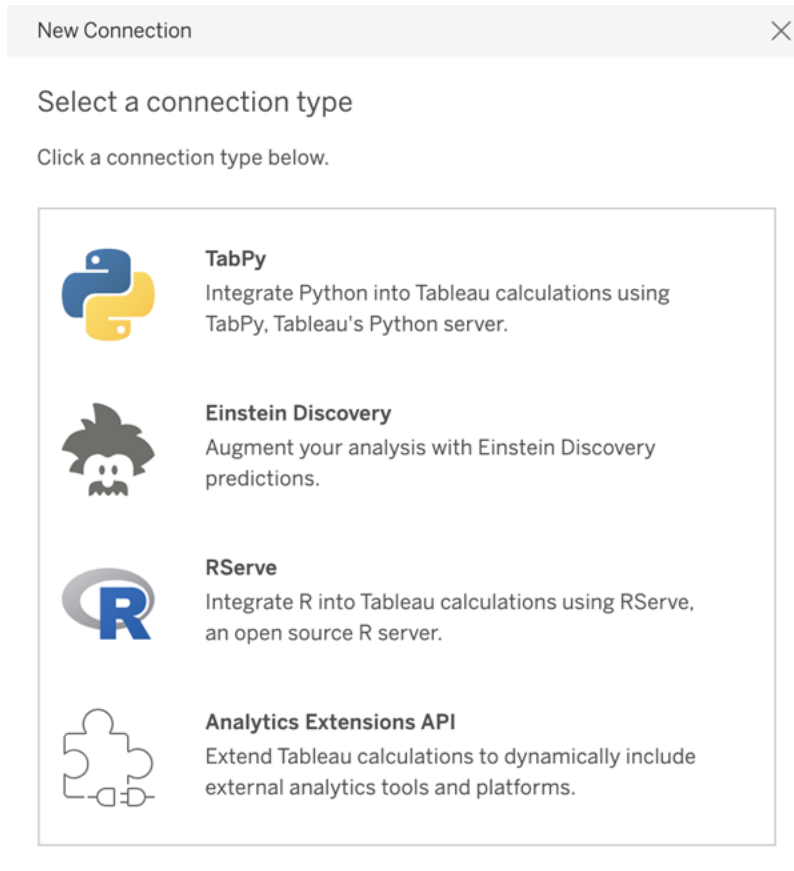 New Connection
Select a connection type
Click a connection type below.
TabPy
Integrate Python into Tableau calculations using
TabPy, Tableau's Python server.
Einstein Discovery
Augment your analysis with Einstein Discovery
predictions.
R
RServe
Integrate R into Tableau calculations using RServe,
an open source R server.
Analytics Extensions API
Extend Tableau calculations to dynamically include
external analytics tools and platforms.